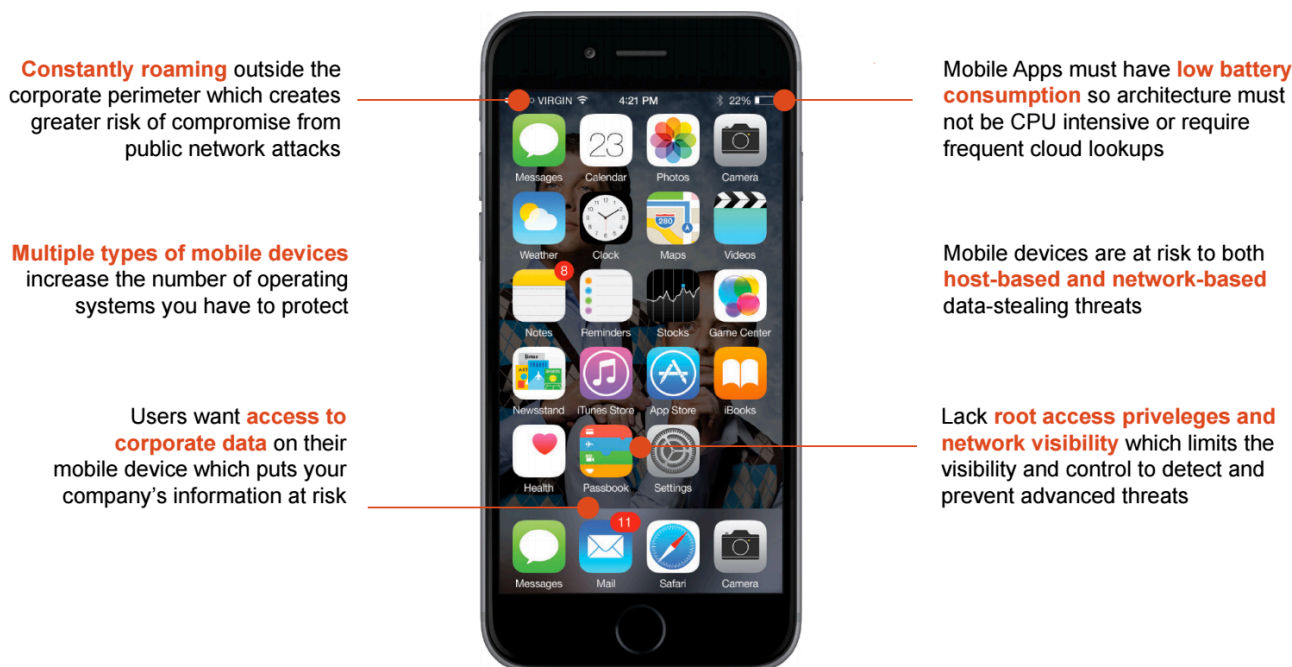 Constantly roaming outside the
corporate perimeter which creates
greater risk of compromise from
public network attacks
Multiple types of mobile devices
increase the number of operating
systems you have to protect
Users want access to
corporate data on their
mobile device which puts your
company's information at risk
VIRGIN 4:21 PM 22%
23
Messages Calendar Photos Camera
280
Weather Clock Maps Videos
8
Notes Reminders Stocks Game Center
Newsstand iTunes Store App Store iBooks
Health Passbook Settings
11
Messages Mail Safari Camera
Mobile Apps must have low battery
consumption so architecture must
not be CPU intensive or require
frequent cloud lookups
Mobile devices are at risk to both
host-based and network-based
data-stealing threats
Lack root access priveleges and
network visibility which limits the
visibility and control to detect and
prevent advanced threats